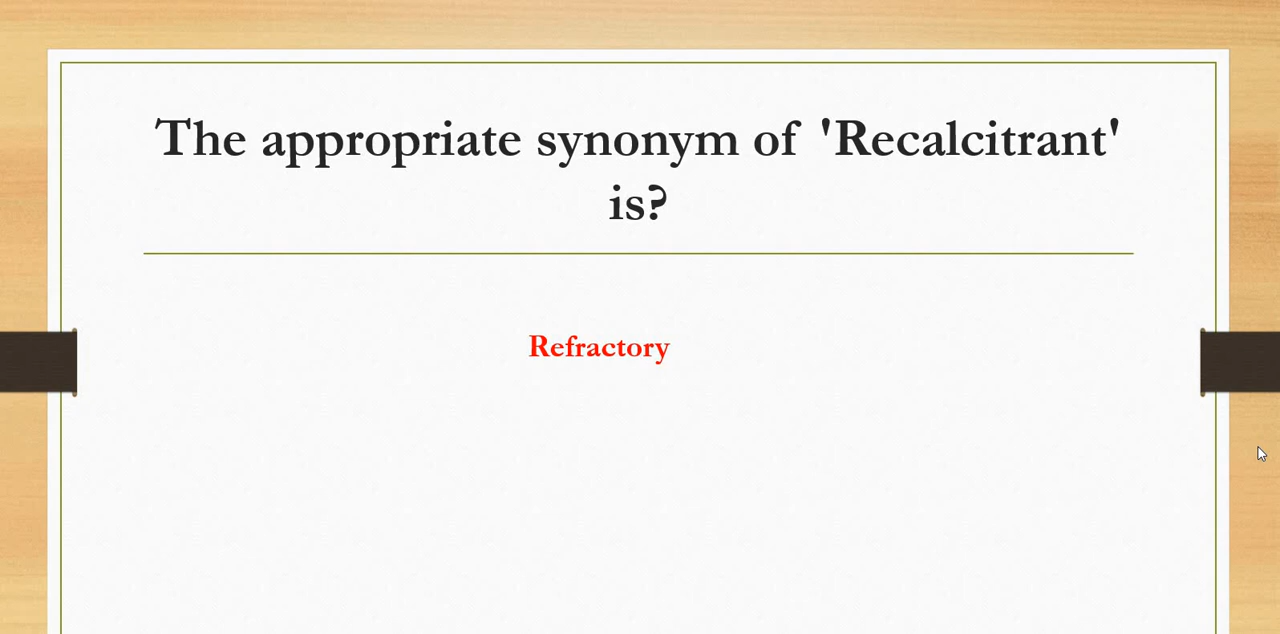 The appropriate synonym of 'Recalcitrant'
is?
Refractory